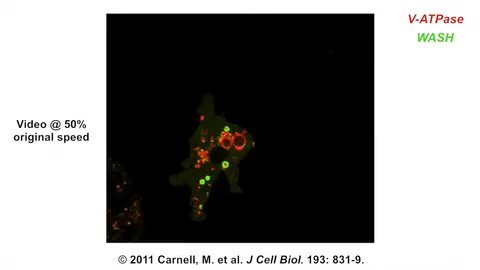 V-ATPase
WASH
Video @ 50%
original speed
© 2011 Carnell, M. et al. J Cell Biol. 193: 831-9.